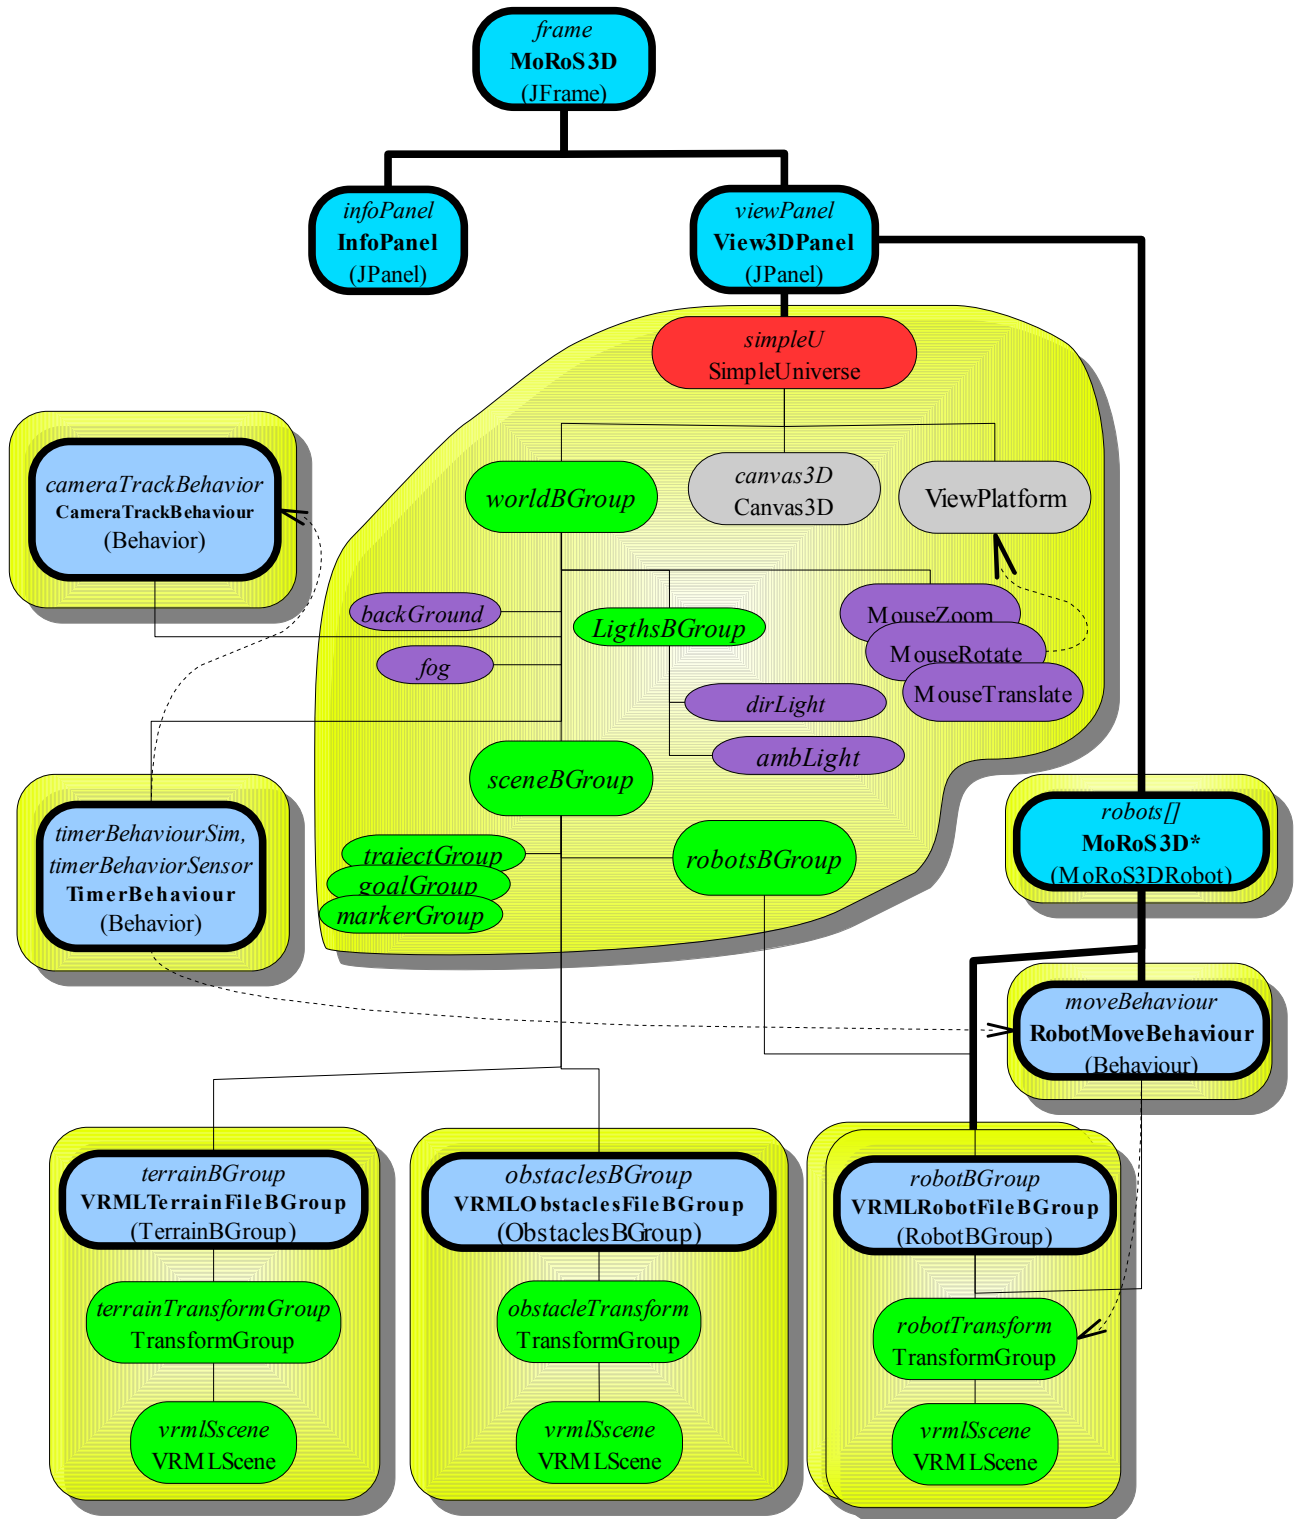 frame
MoRoS3D
(JFrame)
infoPanel
InfoPanel
(JPanel)
viewPanel
View3DPanel
(JPanel)
simpleU
SimpleUniverse
cameraTrackBehavior
CameraTrackBehaviour
(Behavior)
worldBGroup
canvas3D
Canvas3D
ViewPlatform
backGround
LigthsBGroup
MouseZoom
MouseRotate
MouseTranslate
fog
dirLight
ambLight
sceneBGroup
timerBehaviourSim,
timerBehaviorSensor
TimerBehaviour
(Behavior)
trajectGroup
goalGroup
markerGroup
robotsBGroup
robots[]
MoRoS3D*
(MoRoS3DRobot)
moveBehaviour
RobotMoveBehaviour
(Behaviour)
terrainBGroup
VRMLTerrainFileBGroup
(TerrainBGroup)
obstaclesBGroup
VRMLObstaclesFileBGroup
(ObstaclesBGroup)
robotBGroup
VRMLRobotFileBGroup
(RobotBGroup)
terrainTransformGroup
TransformGroup
obstacleTransform
TransformGroup
robotTransform
TransformGroup
vrmlSscene
VRMLScene
vrmlSscene
VRMLScene
vrmlSscene
VRMLScene